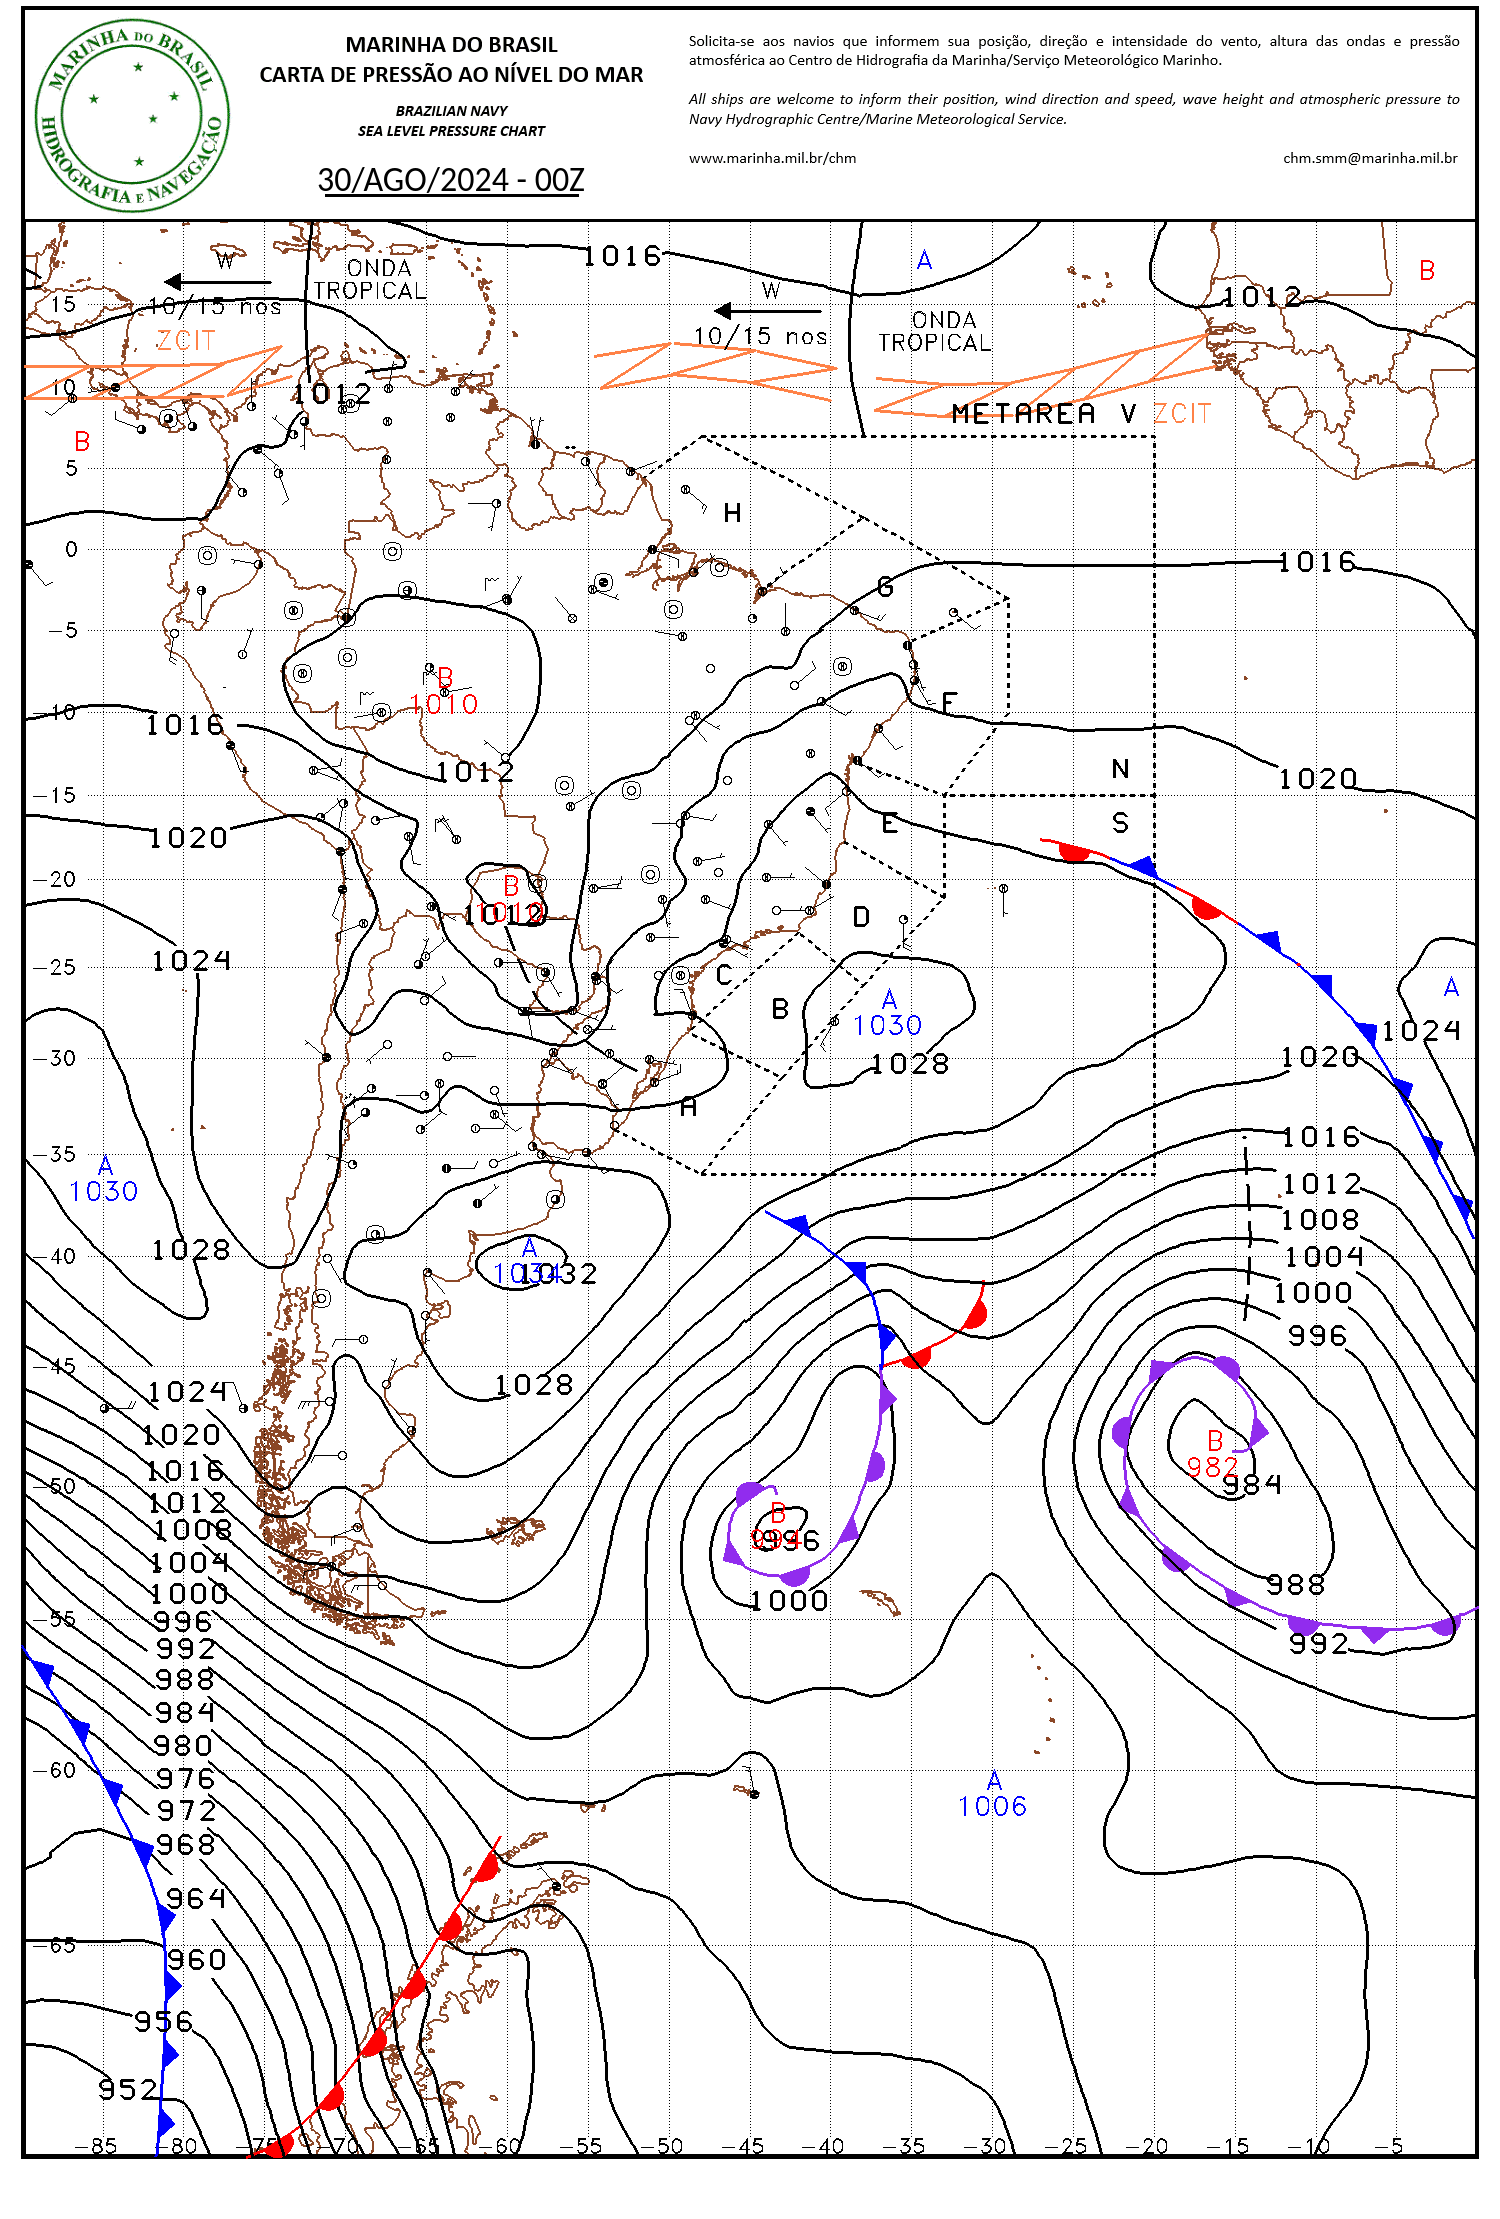 MARINHA DO BRASIL
HIDROGRAFIA E NAVEGAÇÃO
MARINHA DO BRASIL
CARTA DE PRESSÃO AO NÍVEL DO MAR
BRAZILIAN NAVY
SEA LEVEL PRESSURE CHART
30/AGO/2024 - 00Z
Solicita-se aos navios que informem sua posição, direção e intensidade do vento, altura das ondas e pressão
atmosférica ao Centro de Hidrografia da Marinha/Serviço Meteorológico Marinho.
All ships are welcome to inform their position, wind direction and speed, wave height and atmospheric pressure to
Navy Hydrographic Centre/Marine Meteorological Service.
www.marinha.mil.br/chm chm.smm@marinha.mil.br
1016
A
W
ONDA
TROPICAL
B
15
10/15 nos
W
1012
ZCIT
10/15 nos
ONDA
TROPICAL
10
1012
METAREA V ZCIT
B
5
H
0
1016
G
-5
B
1010
F
-10
1016
1012
N
1020
-15
1020
E
S
-20
B
1010
1012
D
1024
-25
C
A
B
A
1030
1024
-30
1028
1020
A
1016
-35
A
1030
1012
1008
1028
-40
A
1034
1032
1004
1000
996
-45
1024
1028
1020
B
982
984
1016
-50
1012
B
994
996
1008
1004
988
1000
1000
-55
996
992
992
988
984
980
-60
976
A
1006
972
968
964
-65
960
956
952
-85 -80 -75 -70 -65 -60 -55 -50 -45 -40 -35 -30 -25 -20 -15 -10 -5